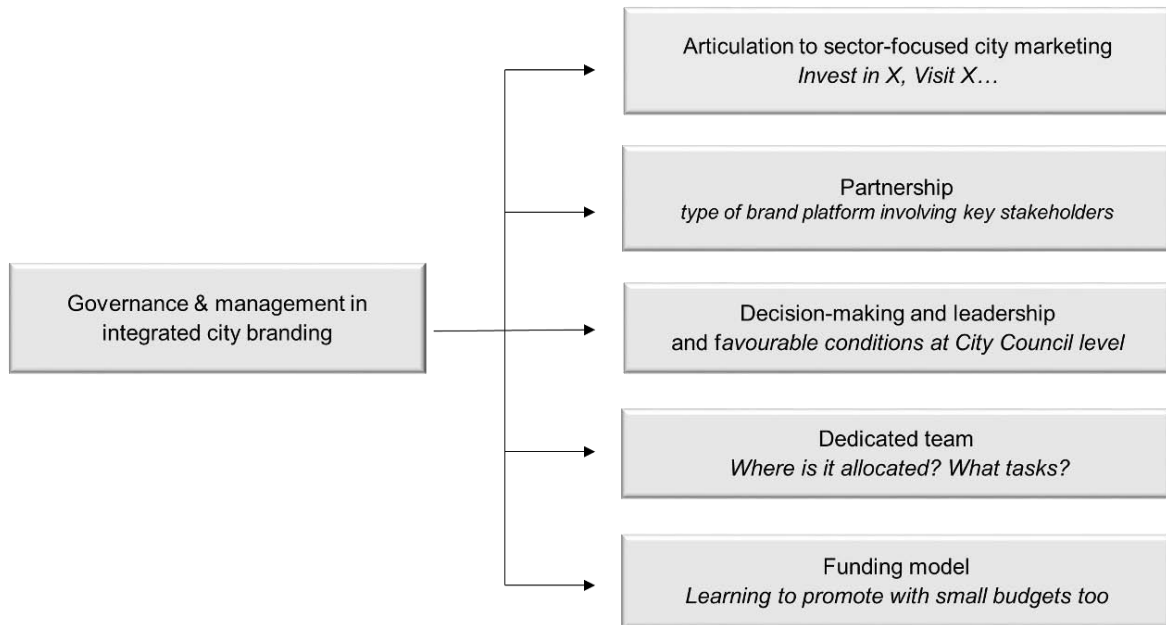 Articulation to sector-focused city marketing
Invest in X, Visit X…
Partnership
type of brand platform involving key stakeholders
Governance & management in
integrated city branding
Decision-making and leadership
and favourable conditions at City Council level
Dedicated team
Where is it allocated? What tasks?
Funding model
Learning to promote with small budgets too